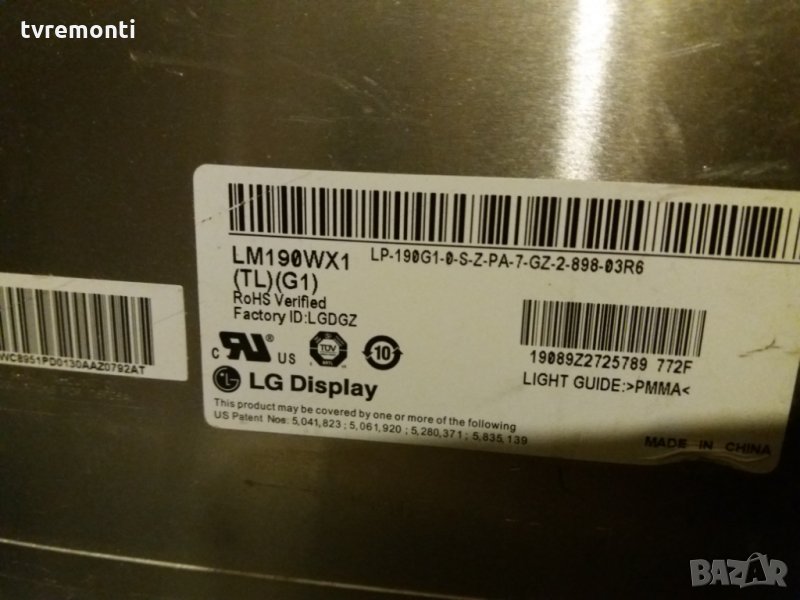 tvremonti
LM190WX1
(TL)(G1)
LP-190G1-0-S-Z-PA-7-GZ-2-898-03R6
RoHS Verified
Factory ID:LGDGZ
c RU ® US
TÜV
10
19089Z2725789 772F
LIGHT GUIDE:>PMMA<
LG Display
This product may be covered by one or more of the following
US Patent Nos: 5,041,823 ; 5,061,920 ; 5,280,371 ; 5,835,139
MADE IN CHINA
WC8951PD0130AAZ0792AT
BAZAR